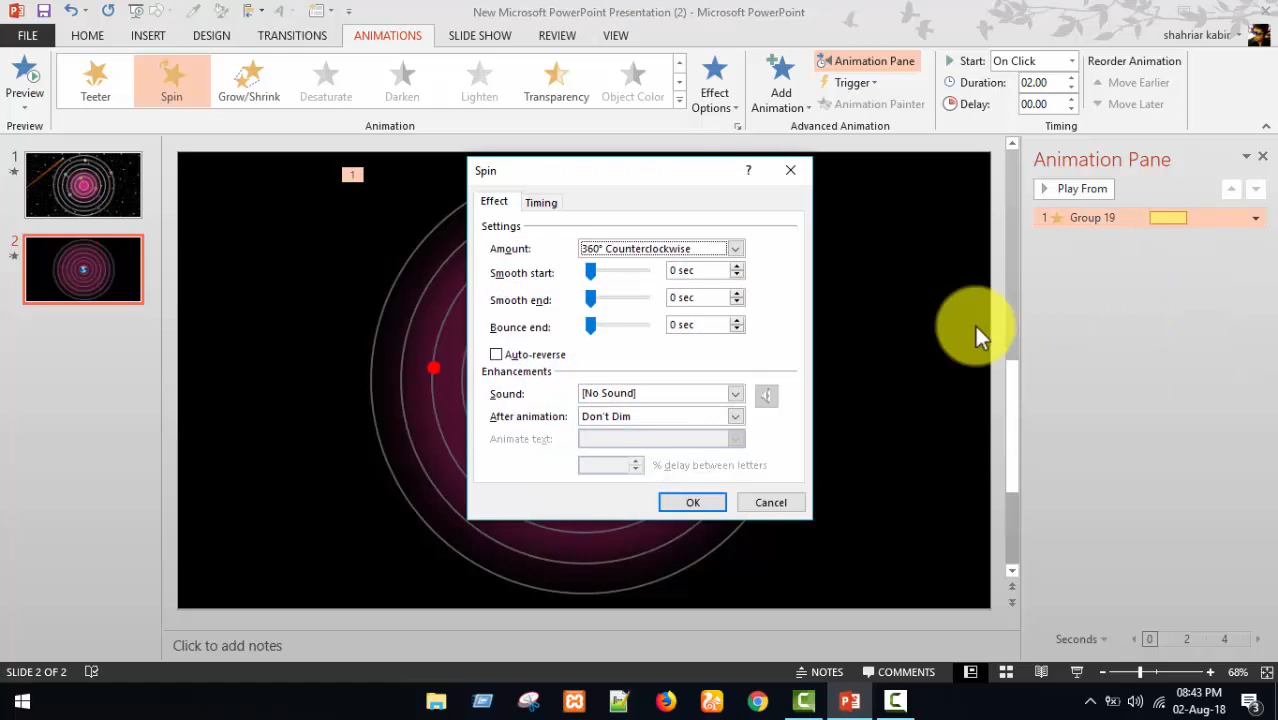 New Microsoft PowerPoint Presentation (2) - Microsoft PowerPoint
FILE HOME INSERT DESIGN TRANSITIONS ANIMATIONS SLIDE SHOW REVIEW VIEW shahriar kabir
Preview Teeter Spin Grow/Shrink Desaturate Darken Lighten Transparency Object Color Effect Options Add Animation Animation Pane Start: On Click Reorder Animation
Trigger Duration: 02.00 Move Earlier
Animation Painter Delay: 00.00 Move Later
Preview Animation Advanced Animation Timing
1
2
1
Spin ?
Effect Timing
Settings
Amount: 360° Counterclockwise
Smooth start: 0 sec
Smooth end: 0 sec
Bounce end: 0 sec
Auto-reverse
Enhancements
Sound: [No Sound]
After animation: Don't Dim
Animate text:
% delay between letters
OK Cancel
Animation Pane
Play From
1 Group 19
Seconds 0 2 4
Click to add notes
SLIDE 2 OF 2 NOTES COMMENTS 68%
08:43 PM
02-Aug-18
3